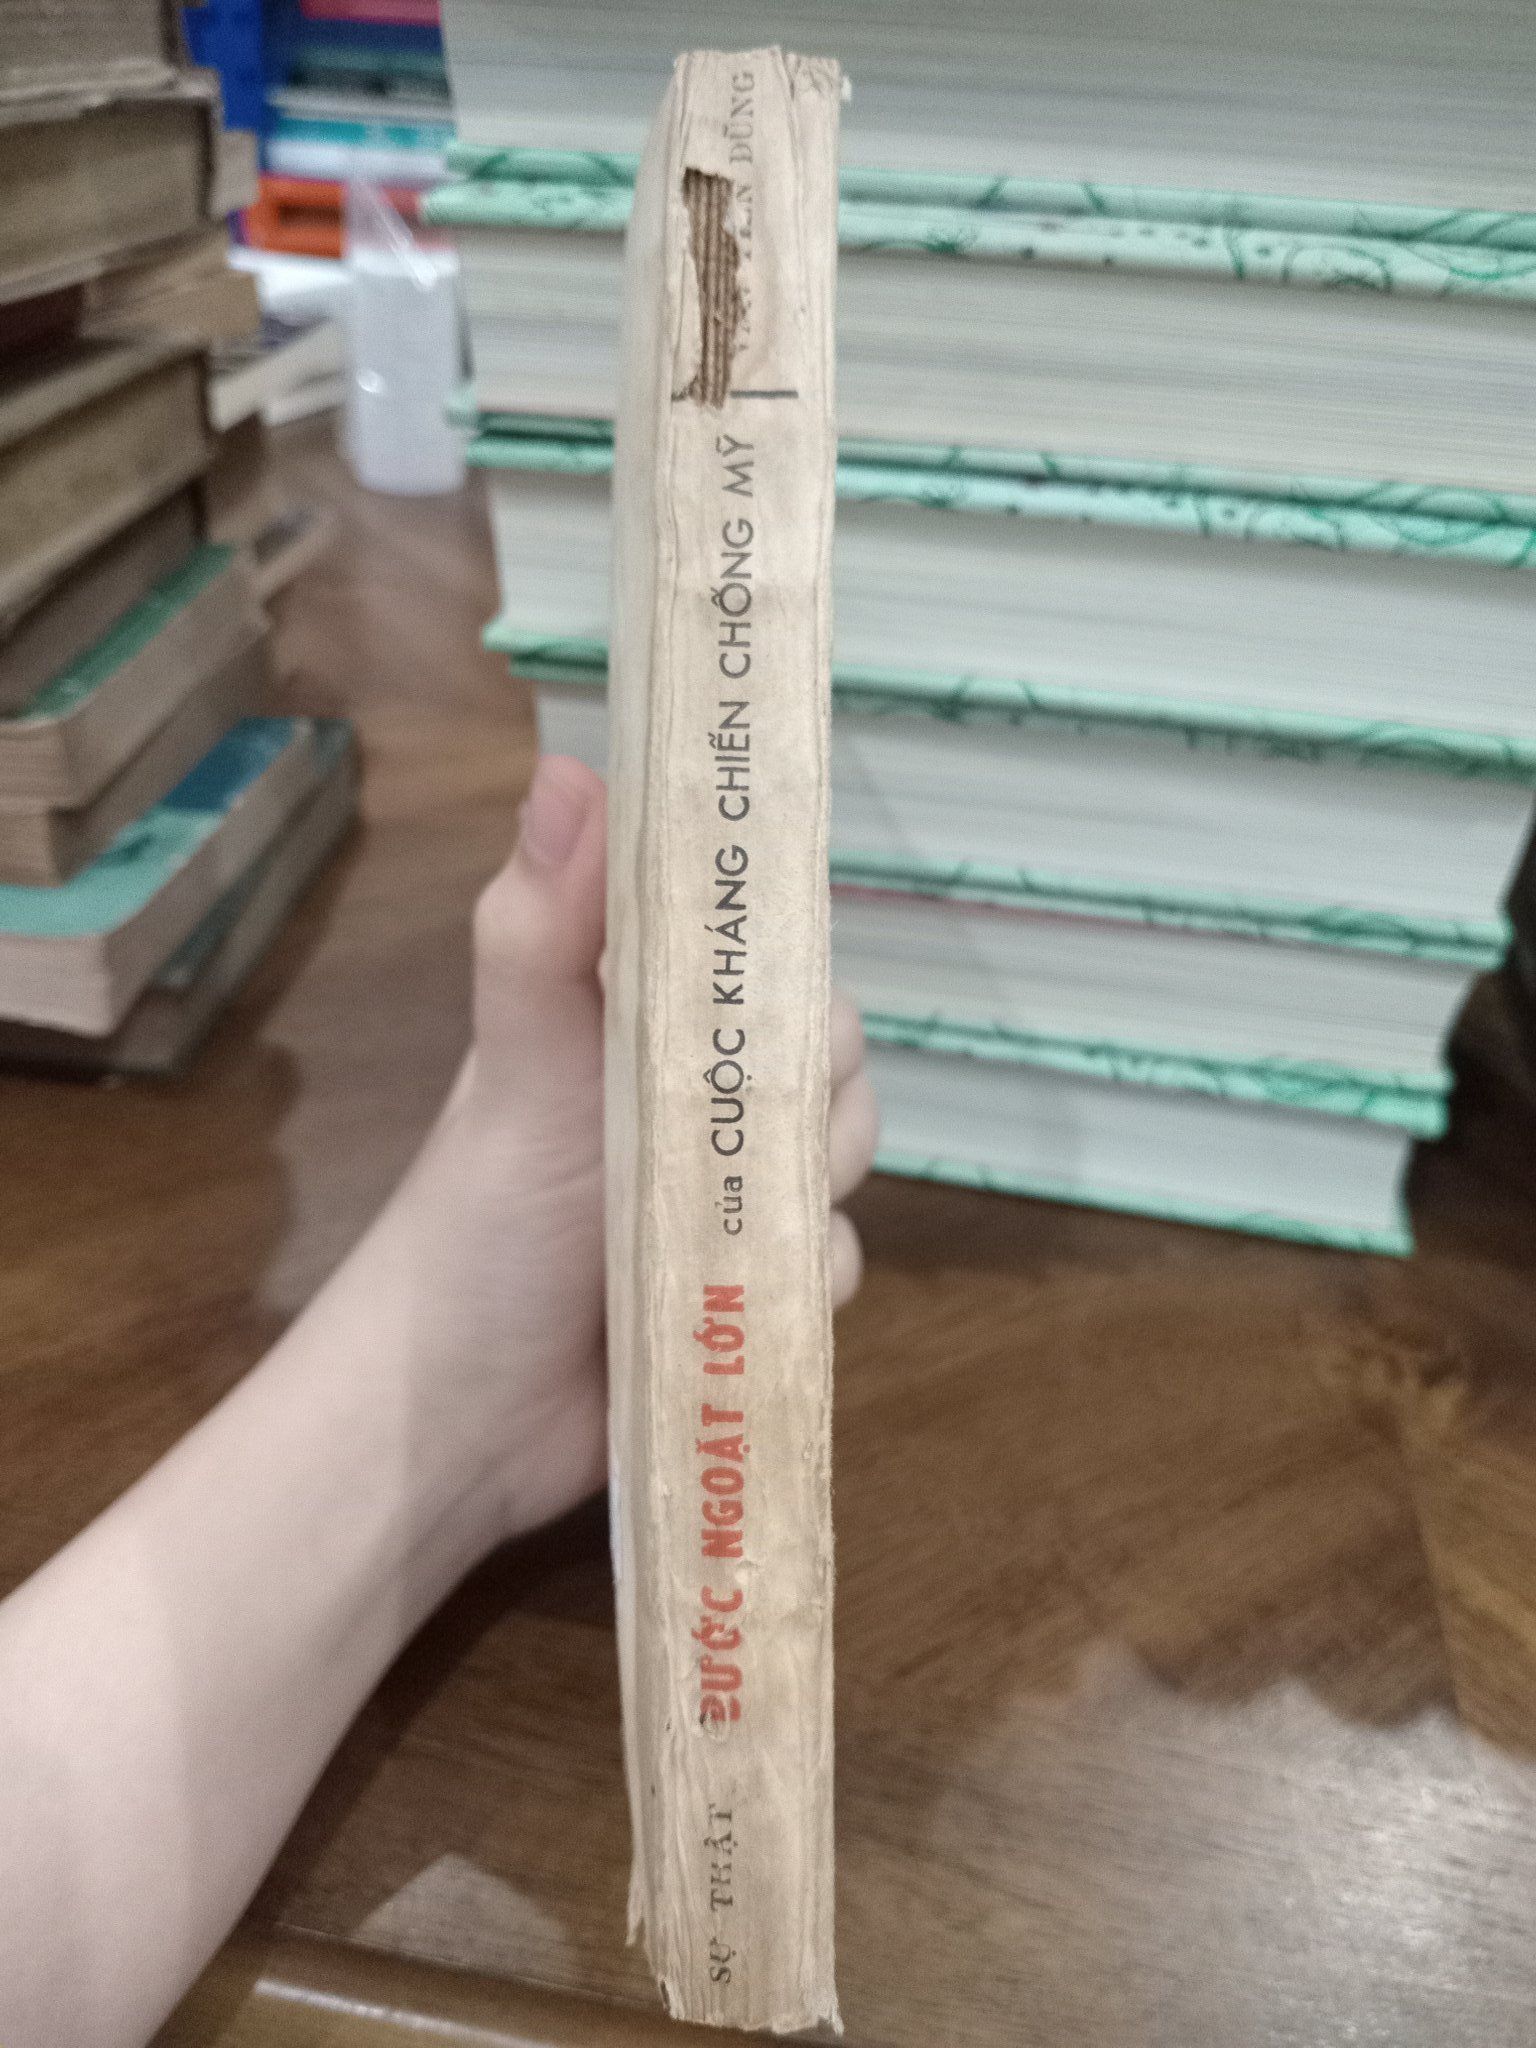 SỰ THẬT
BƯỚC NGOẶT LỚN của CUỘC KHÁNG CHIẾN CHỐNG MỸ
DŨNG